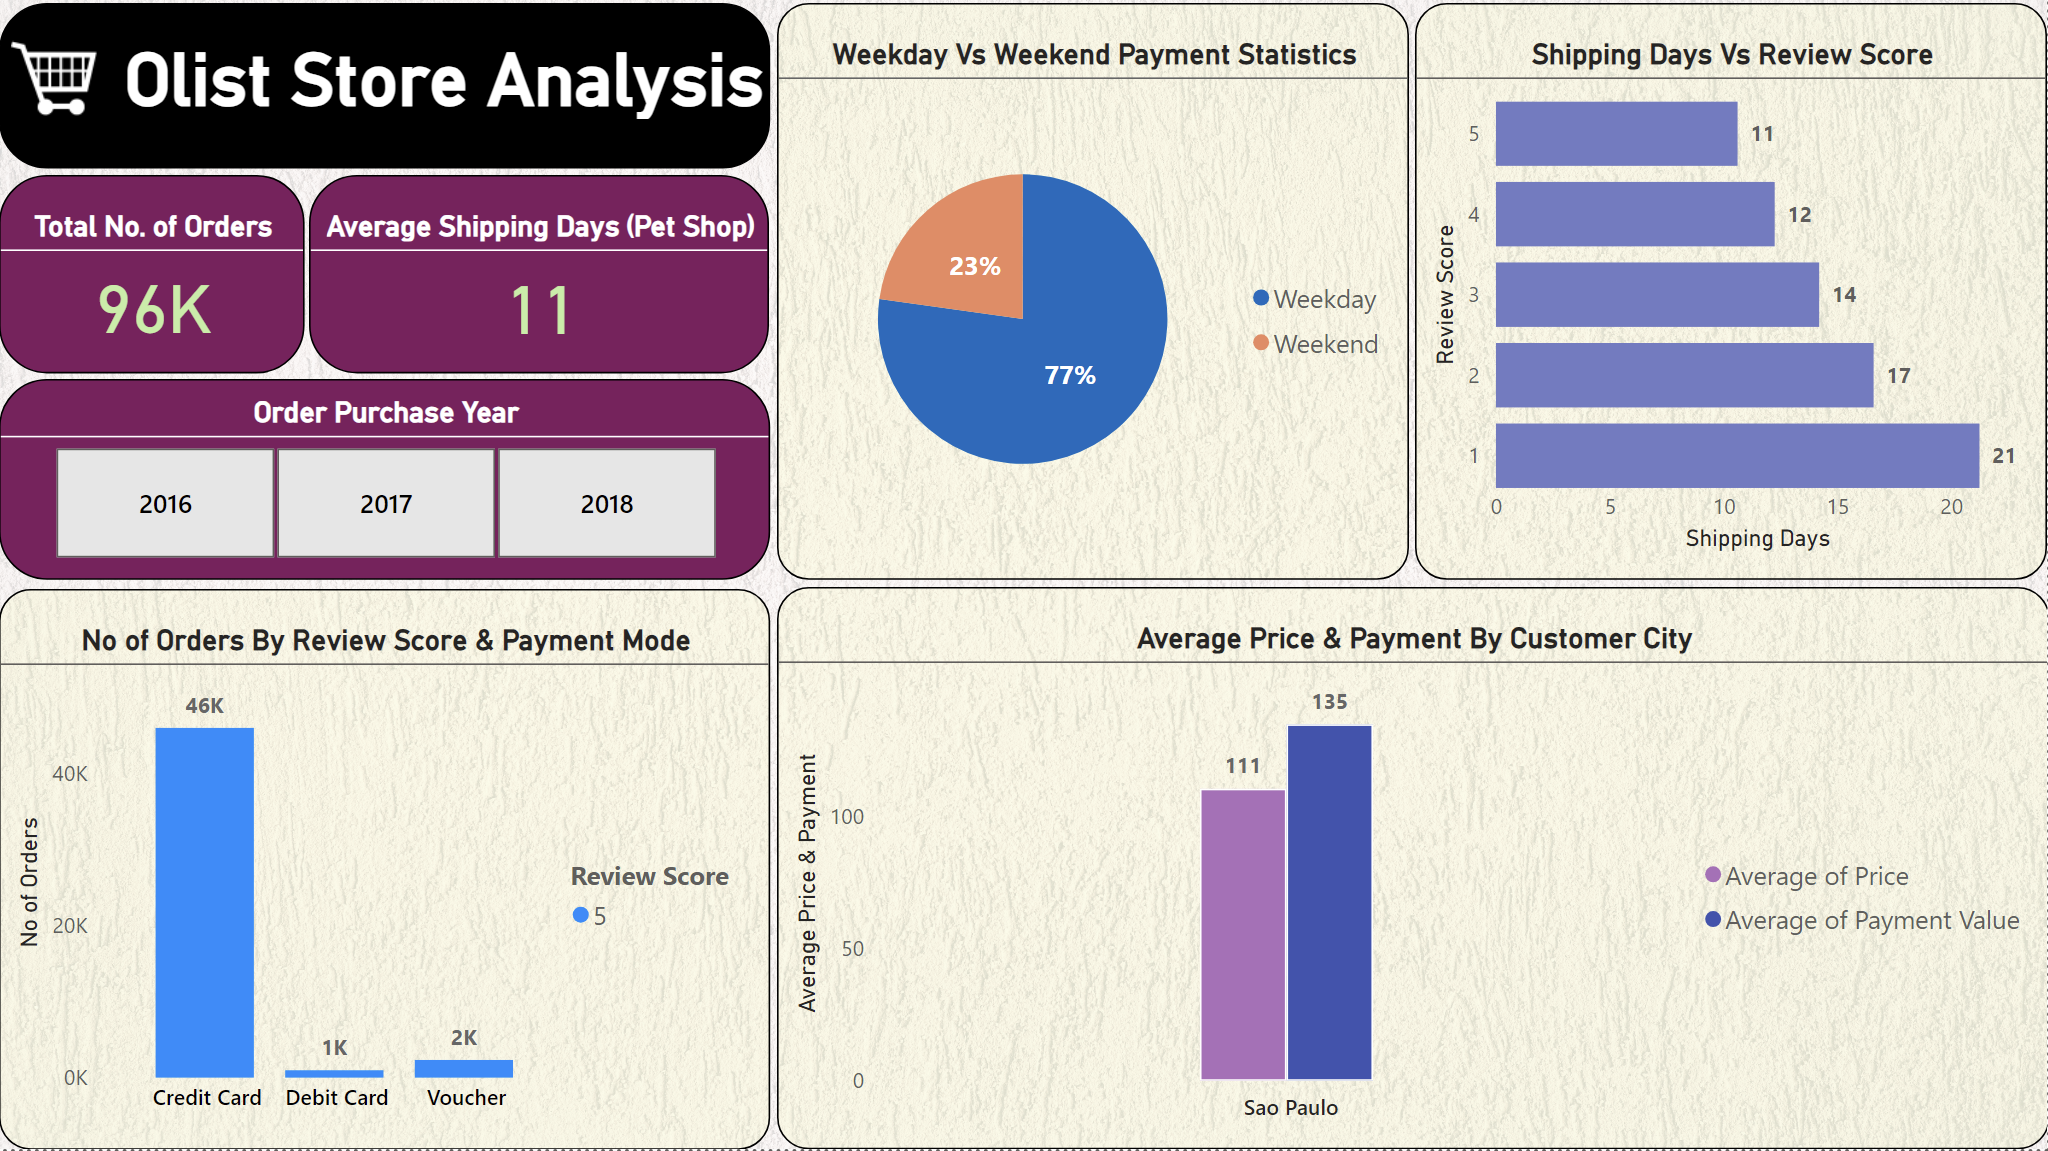 Olist Store Analysis
Total No. of Orders
96K
Average Shipping Days (Pet Shop)
11
Order Purchase Year
2016
2017
2018
Weekday Vs Weekend Payment Statistics
23%
77%
Weekday
Weekend
Shipping Days Vs Review Score
Review Score
5
11
4
12
3
14
2
17
1
21
0
5
10
15
20
Shipping Days
No of Orders By Review Score & Payment Mode
No of Orders
40K
20K
0K
46K
1K
2K
Credit Card
Debit Card
Voucher
Review Score
5
Average Price & Payment By Customer City
Average Price & Payment
100
50
0
111
135
Sao Paulo
Average of Price
Average of Payment Value